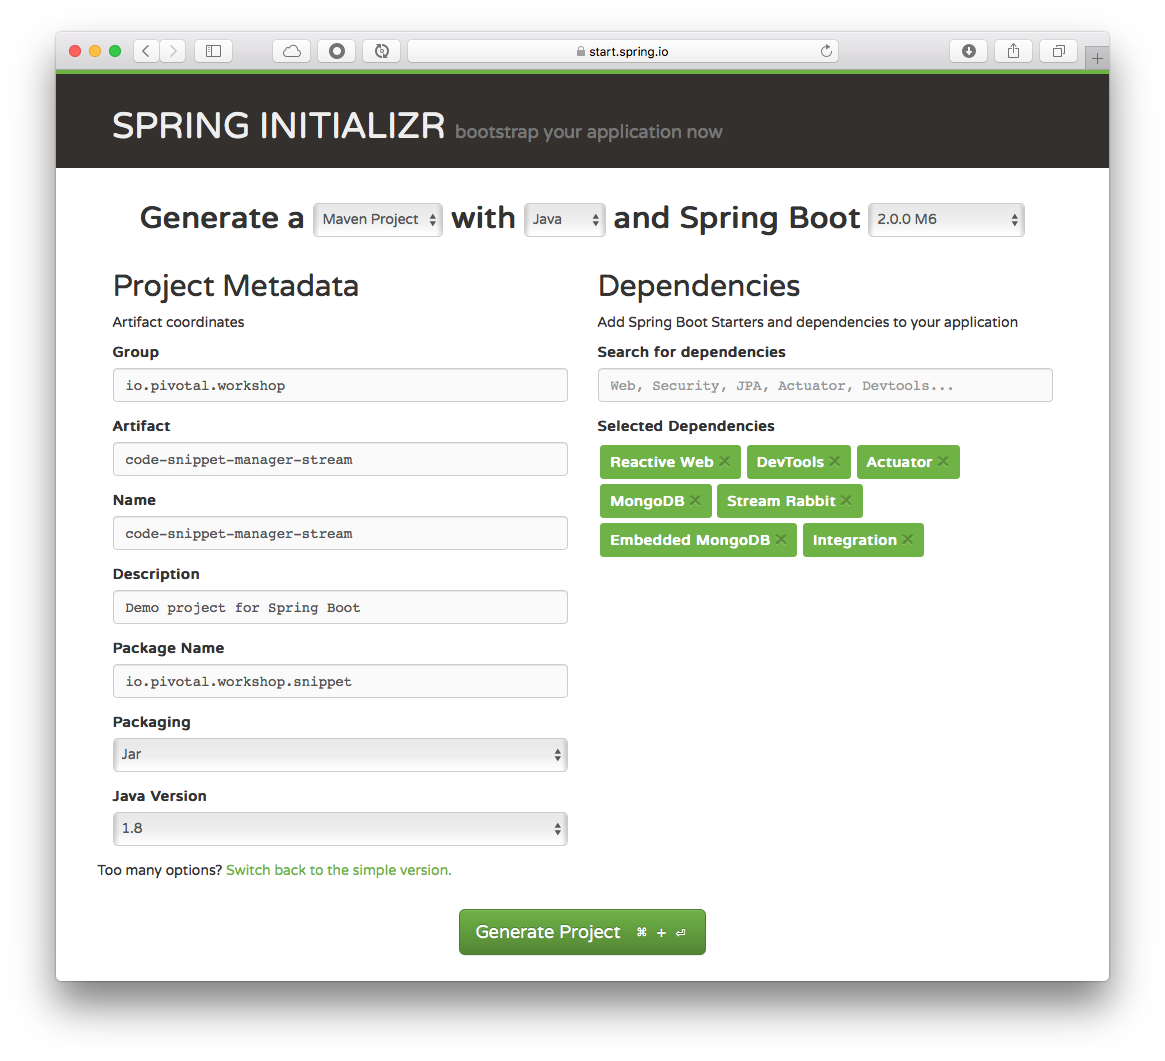 start.spring.io
SPRING INITIALIZR bootstrap your application now
Generate a Maven Project with Java and Spring Boot 2.0.0 M6
Project Metadata
Artifact coordinates
Group
io.pivotal.workshop
Artifact
code-snippet-manager-stream
Name
code-snippet-manager-stream
Description
Demo project for Spring Boot
Package Name
io.pivotal.workshop.snippet
Packaging
Jar
Java Version
1.8
Too many options? Switch back to the simple version.
Dependencies
Add Spring Boot Starters and dependencies to your application
Search for dependencies
Web, Security, JPA, Actuator, Devtools...
Selected Dependencies
Reactive Web × DevTools × Actuator ×
MongoDB × Stream Rabbit ×
Embedded MongoDB × Integration ×
Generate Project ⌘ + ⏎